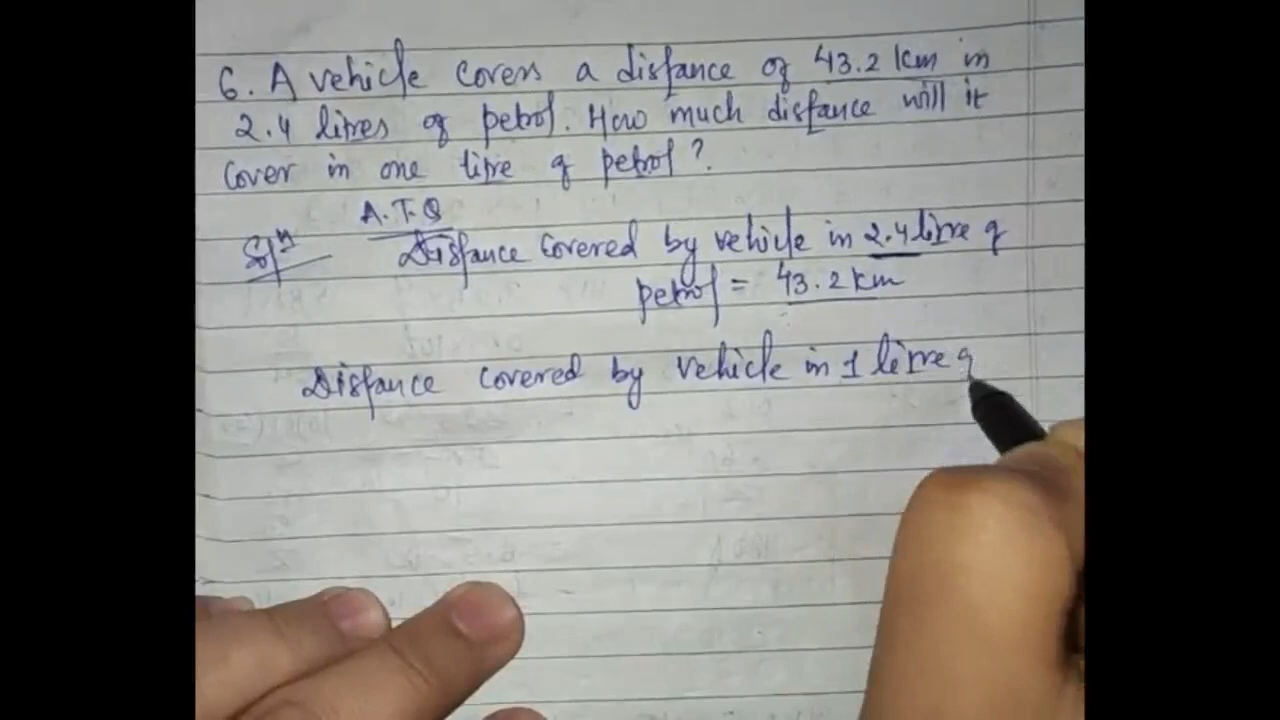 6. A vehicle covers a distance of 43.2 km in
2.4 litres of petrol. How much distance will it
cover in one litre of petrol?
A.T.Q
Solⁿ Distance covered by vehicle in 2.4 litre of
petrol = 43.2 km
Distance covered by vehicle in 1 litre